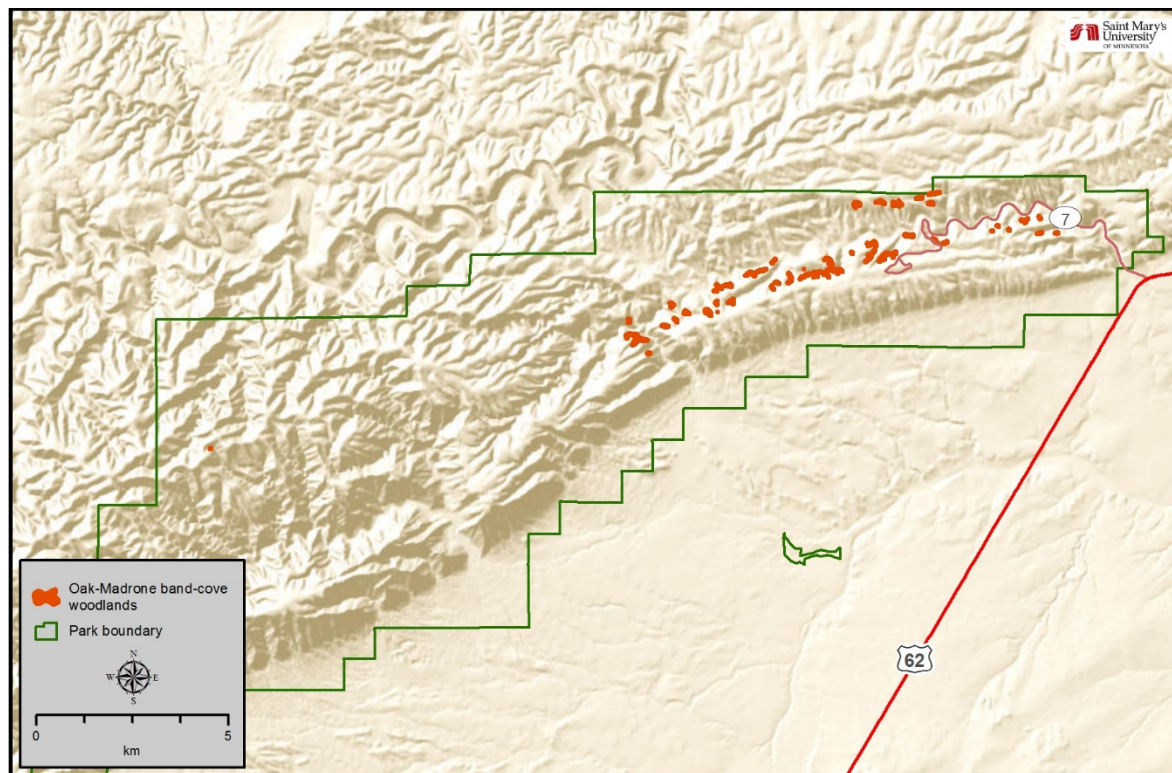 Saint Mary's
University
OF MINNESOTA
7
62
Oak-Madrone band-cove
woodlands
Park boundary
N
W E
S
0 5
km